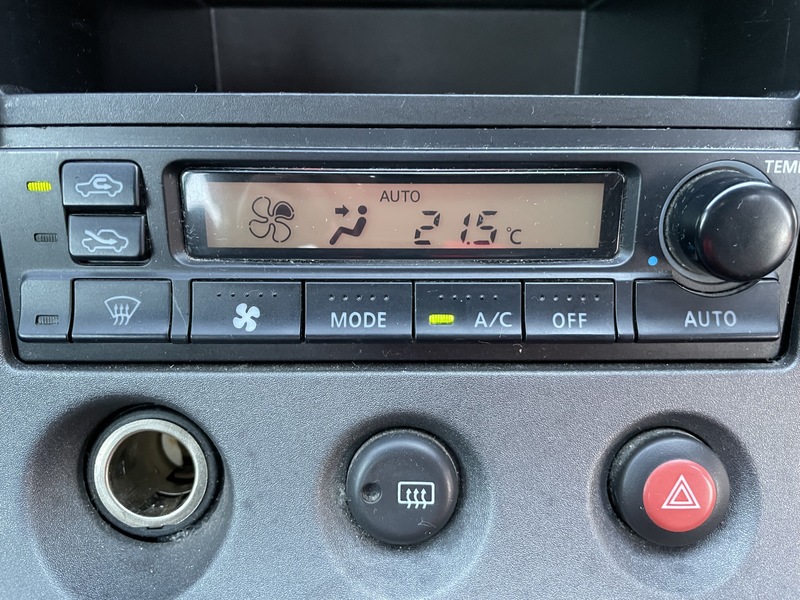 TEMP
AUTO
21.5 °C
MODE
A/C
OFF
AUTO